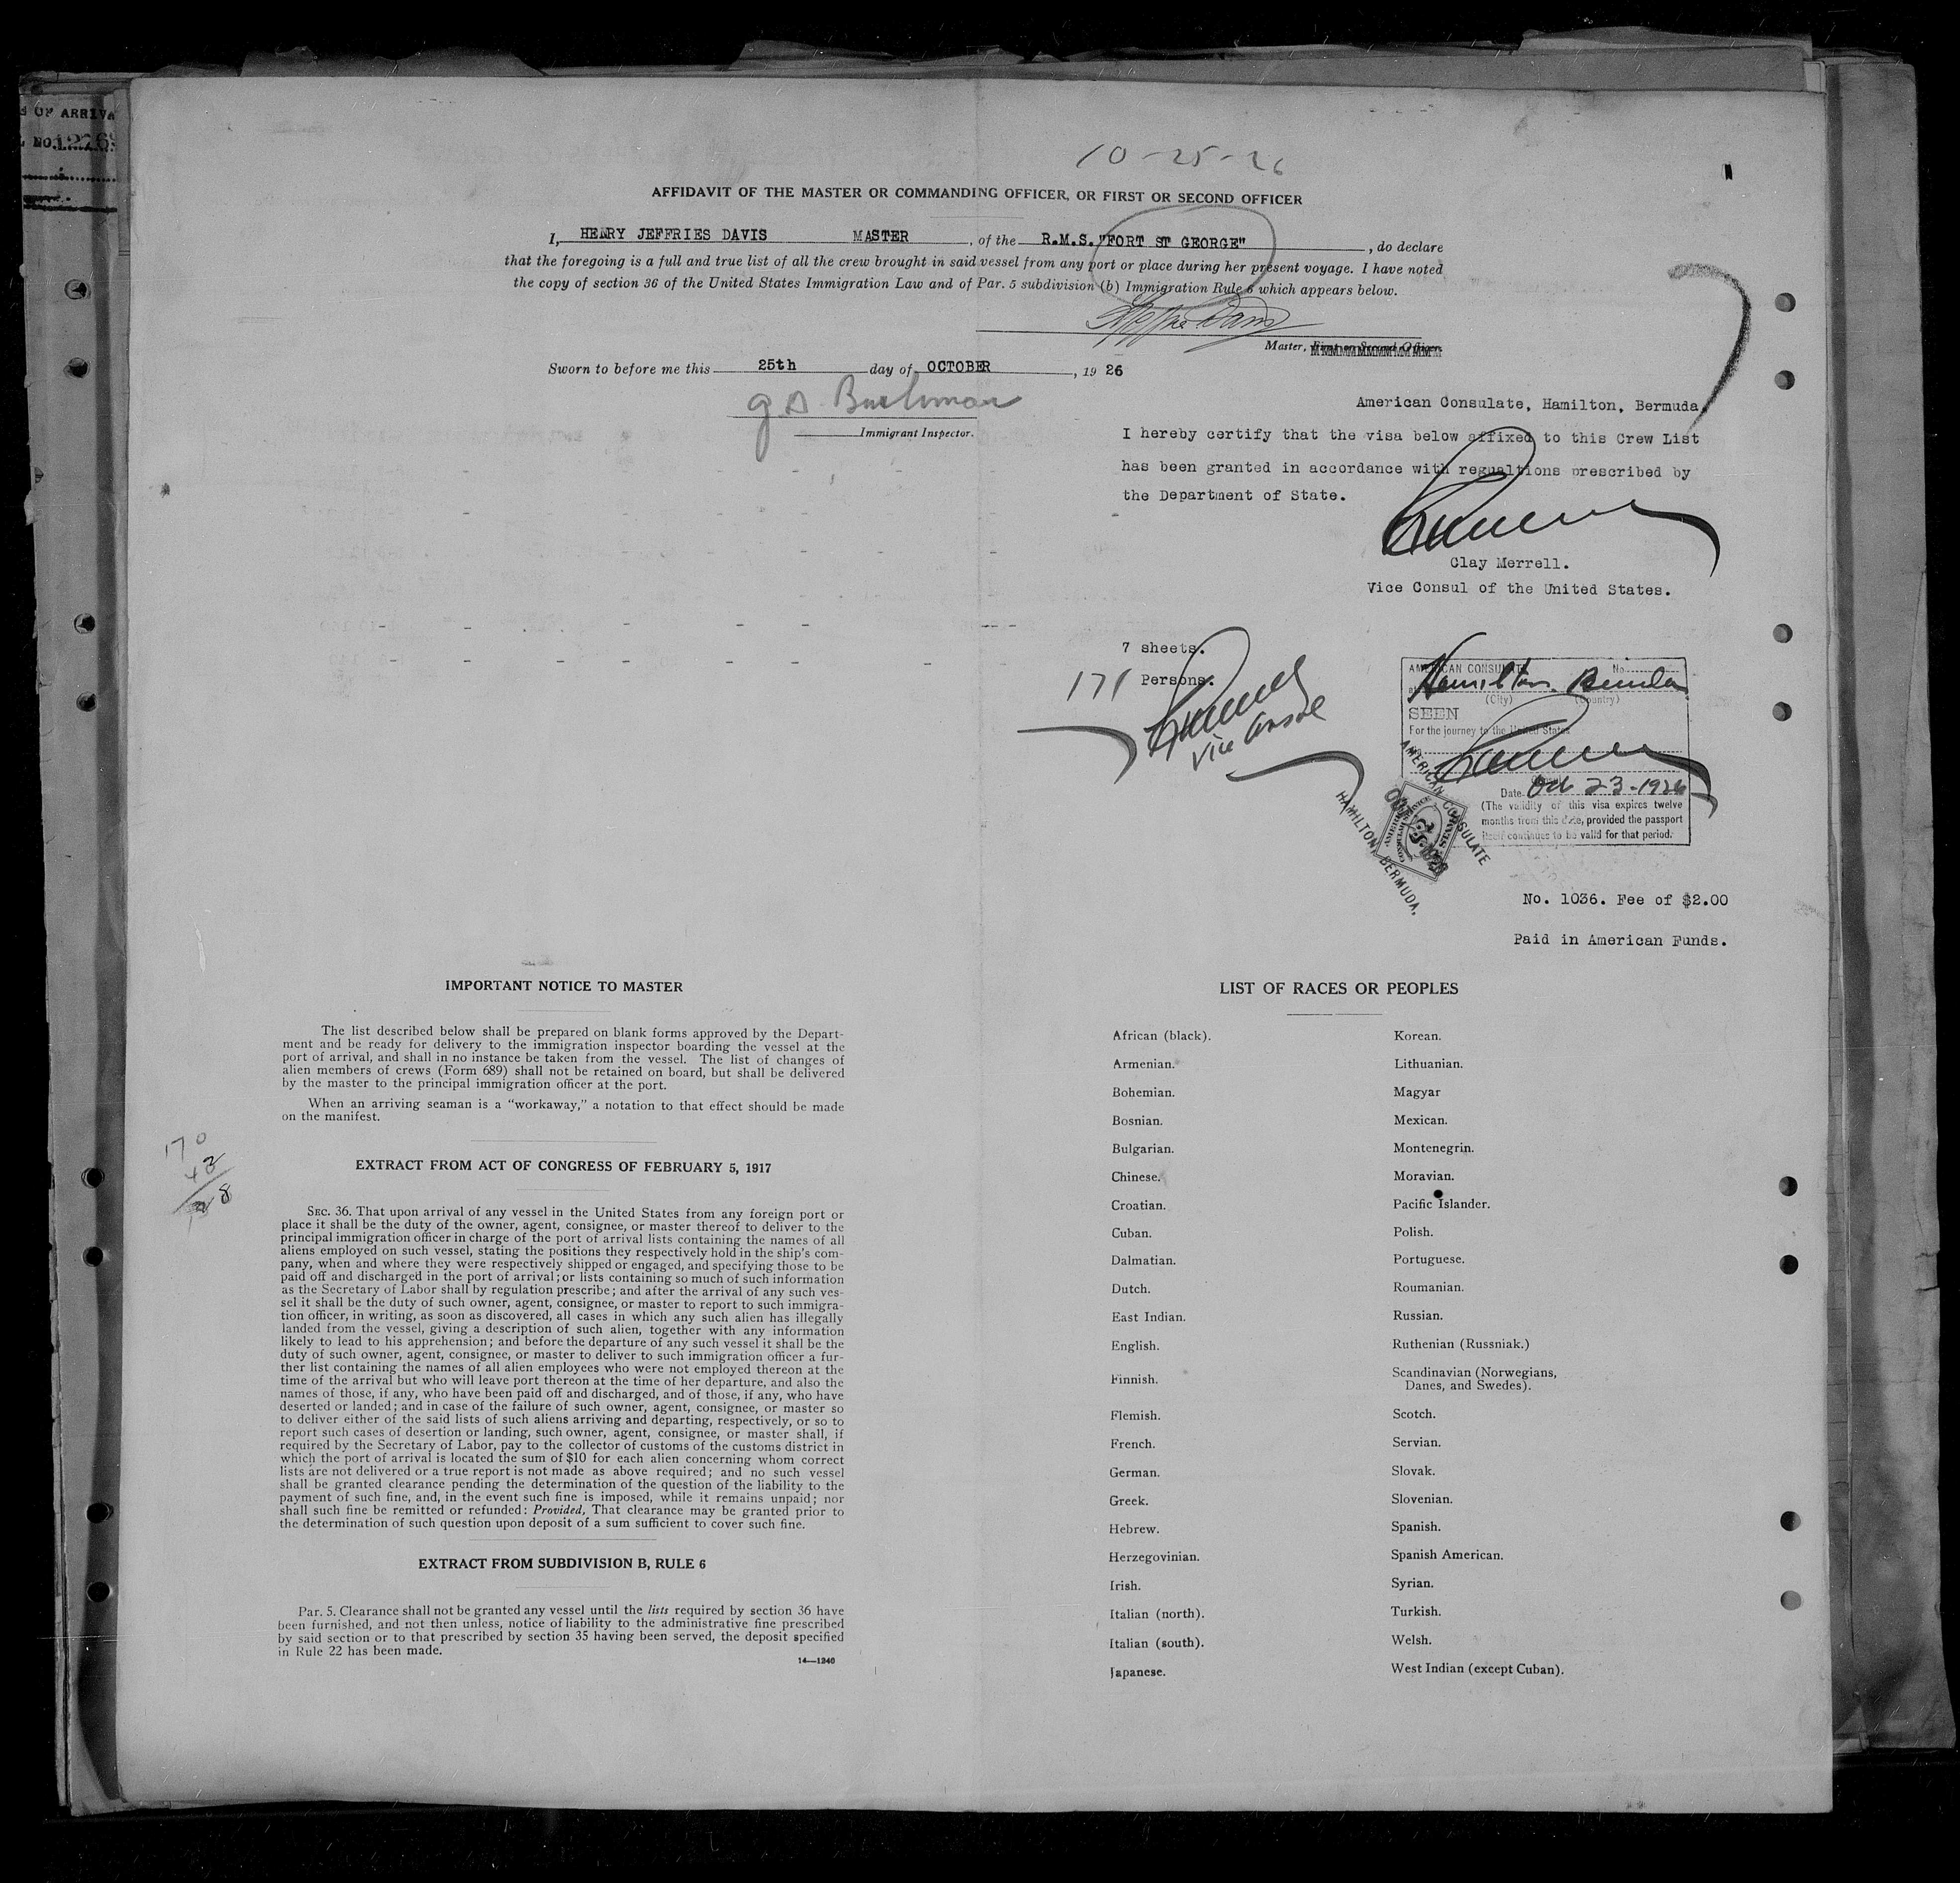 S OF ARRIVA
NO. 1276
10-25-26
AFFIDAVIT OF THE MASTER OR COMMANDING OFFICER, OR FIRST OR SECOND OFFICER
I, HENRY JEFFRIES DAVIS MASTER, of the R.M.S."FORT ST GEORGE", do declare
that the foregoing is a full and true list of all the crew brought in said vessel from any port or place during her present voyage. I have noted
the copy of section 36 of the United States Immigration Law and of Par. 5 subdivision (b) Immigration Rule 6 which appears below.
Master, First or Second Officer.
Sworn to before me this 25th day of OCTOBER, 19 26
Immigrant Inspector.
American Consulate, Hamilton, Bermuda,
I hereby certify that the visa below affixed to this Crew List
has been granted in accordance with regualtions prescribed by
the Department of State.
Clay Merrell.
Vice Consul of the United States.
7 sheets.
171 Persons.
Vice Consul
AMERICAN CONSULATE No.
at Hamilton Bermuda
(City) (Country)
SEEN
For the journey to the United States
Date Oct 23-1926
(The validity of this visa expires twelve
months from this date, provided the passport
itself continues to be valid for that period.
AMERICAN CONSULATE
HAMILTON, BERMUDA.
No. 1036. Fee of $2.00
Paid in American Funds.
IMPORTANT NOTICE TO MASTER
The list described below shall be prepared on blank forms approved by the Depart-
ment and be ready for delivery to the immigration inspector boarding the vessel at the
port of arrival, and shall in no instance be taken from the vessel. The list of changes of
alien members of crews (Form 689) shall not be retained on board, but shall be delivered
by the master to the principal immigration officer at the port.
When an arriving seaman is a “workaway,” a notation to that effect should be made
on the manifest.
170
42
128
EXTRACT FROM ACT OF CONGRESS OF FEBRUARY 5, 1917
SEC. 36. That upon arrival of any vessel in the United States from any foreign port or
place it shall be the duty of the owner, agent, consignee, or master thereof to deliver to the
principal immigration officer in charge of the port of arrival lists containing the names of all
aliens employed on such vessel, stating the positions they respectively hold in the ship's com-
pany, when and where they were respectively shipped or engaged, and specifying those to be
paid off and discharged in the port of arrival; or lists containing so much of such information
as the Secretary of Labor shall by regulation prescribe; and after the arrival of any such ves-
sel it shall be the duty of such owner, agent, consignee, or master to report to such immigra-
tion officer, in writing, as soon as discovered, all cases in which any such alien has illegally
landed from the vessel, giving a description of such alien, together with any information
likely to lead to his apprehension; and before the departure of any such vessel it shall be the
duty of such owner, agent, consignee, or master to deliver to such immigration officer a fur-
ther list containing the names of all alien employees who were not employed thereon at the
time of the arrival but who will leave port thereon at the time of her departure, and also the
names of those, if any, who have been paid off and discharged, and of those, if any, who have
deserted or landed; and in case of the failure of such owner, agent, consignee, or master so
to deliver either of the said lists of such aliens arriving and departing, respectively, or so to
report such cases of desertion or landing, such owner, agent, consignee, or master shall, if
required by the Secretary of Labor, pay to the collector of customs of the customs district in
which the port of arrival is located the sum of $10 for each alien concerning whom correct
lists are not delivered or a true report is not made as above required; and no such vessel
shall be granted clearance pending the determination of the question of the liability to the
payment of such fine, and, in the event such fine is imposed, while it remains unpaid; nor
shall such fine be remitted or refunded: Provided, That clearance may be granted prior to
the determination of such question upon deposit of a sum sufficient to cover such fine.
EXTRACT FROM SUBDIVISION B, RULE 6
Par. 5. Clearance shall not be granted any vessel until the lists required by section 36 have
been furnished, and not then unless, notice of liability to the administrative fine prescribed
by said section or to that prescribed by section 35 having been served, the deposit specified
in Rule 22 has been made.
14—1240
LIST OF RACES OR PEOPLES
African (black).
Armenian.
Bohemian.
Bosnian.
Bulgarian.
Chinese.
Croatian.
Cuban.
Dalmatian.
Dutch.
East Indian.
English.
Finnish.
Flemish.
French.
German.
Greek.
Hebrew.
Herzegovinian.
Irish.
Italian (north).
Italian (south).
Japanese.
Korean.
Lithuanian.
Magyar
Mexican.
Montenegrin.
Moravian.
Pacific Islander.
Polish.
Portuguese.
Roumanian.
Russian.
Ruthenian (Russniak.)
Scandinavian (Norwegians,
Danes, and Swedes).
Scotch.
Servian.
Slovak.
Slovenian.
Spanish.
Spanish American.
Syrian.
Turkish.
Welsh.
West Indian (except Cuban).